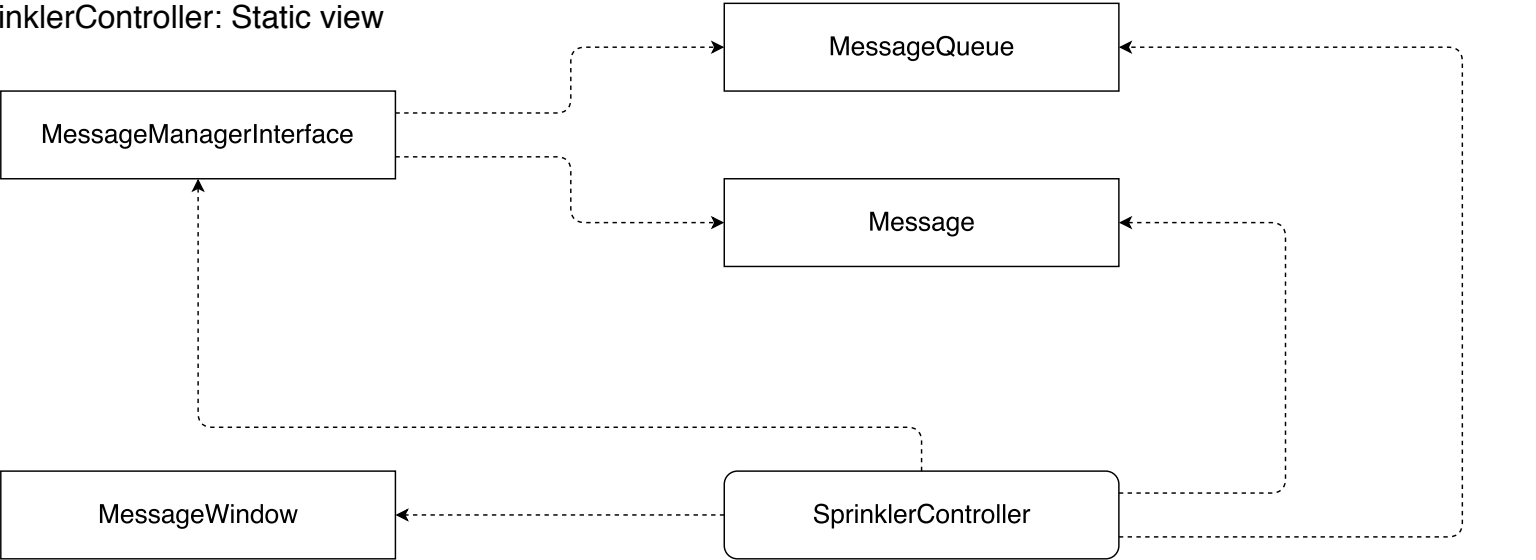 inklerController: Static view
MessageQueue
MessageManagerInterface
Message
MessageWindow
SprinklerController